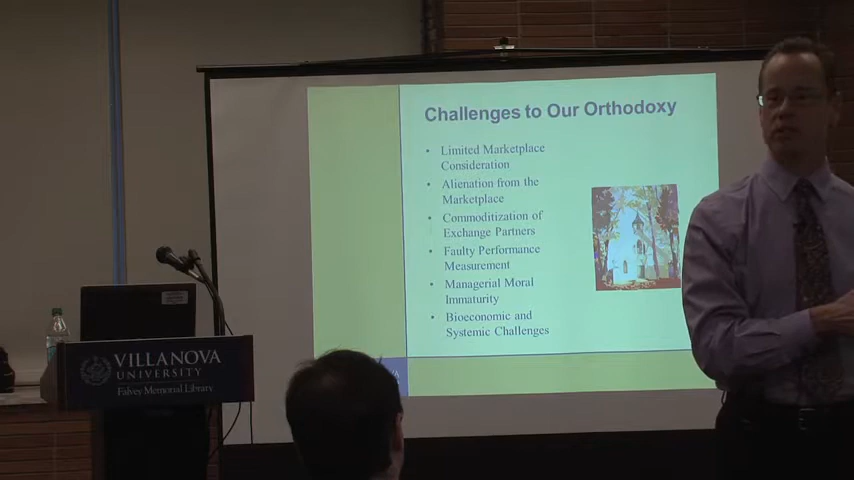 Challenges to Our Orthodoxy
• Limited Marketplace
Consideration
• Alienation from the
Marketplace
• Commoditization of
Exchange Partners
• Faulty Performance
Measurement
• Managerial Moral
Immaturity
• Bioeconomic and
Systemic Challenges
VILLANOVA
UNIVERSITY
Falvey Memorial Library